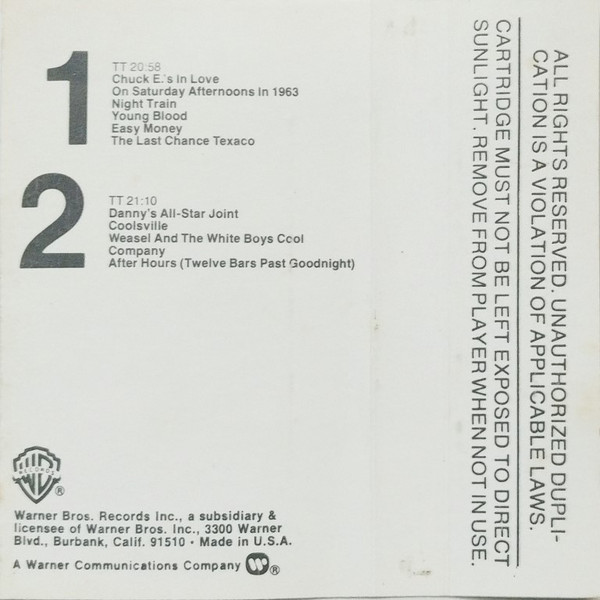 1
TT 20:58
Chuck E.'s In Love
On Saturday Afternoons In 1963
Night Train
Young Blood
Easy Money
The Last Chance Texaco
2
TT 21:10
Danny's All-Star Joint
Coolsville
Weasel And The White Boys Cool
Company
After Hours (Twelve Bars Past Goodnight)
WB
RECORDS
®
Warner Bros. Records Inc., a subsidiary &
licensee of Warner Bros. Inc., 3300 Warner
Blvd., Burbank, Calif. 91510 • Made in U.S.A.
A Warner Communications Company ®
ALL RIGHTS RESERVED. UNAUTHORIZED DUPLI-
CATION IS A VIOLATION OF APPLICABLE LAWS.
CARTRIDGE MUST NOT BE LEFT EXPOSED TO DIRECT
SUNLIGHT. REMOVE FROM PLAYER WHEN NOT IN USE.